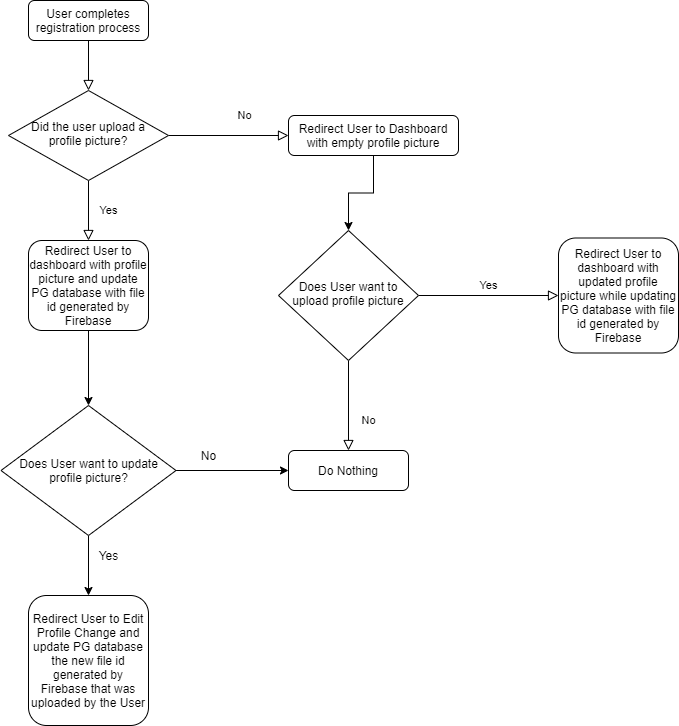 User completes
registration process
Did the user upload a
profile picture?
No
Redirect User to Dashboard
with empty profile picture
Yes
Redirect User to
dashboard with profile
picture and update
PG database with file
id generated by
Firebase
Does User want to
upload profile picture
Yes
Redirect User to
dashboard with
updated profile
picture while updating
PG database with file
id generated by
Firebase
No
Does User want to update
profile picture?
No
Do Nothing
Yes
Redirect User to Edit
Profile Change and
update PG database
the new file id
generated by
Firebase that was
uploaded by the User